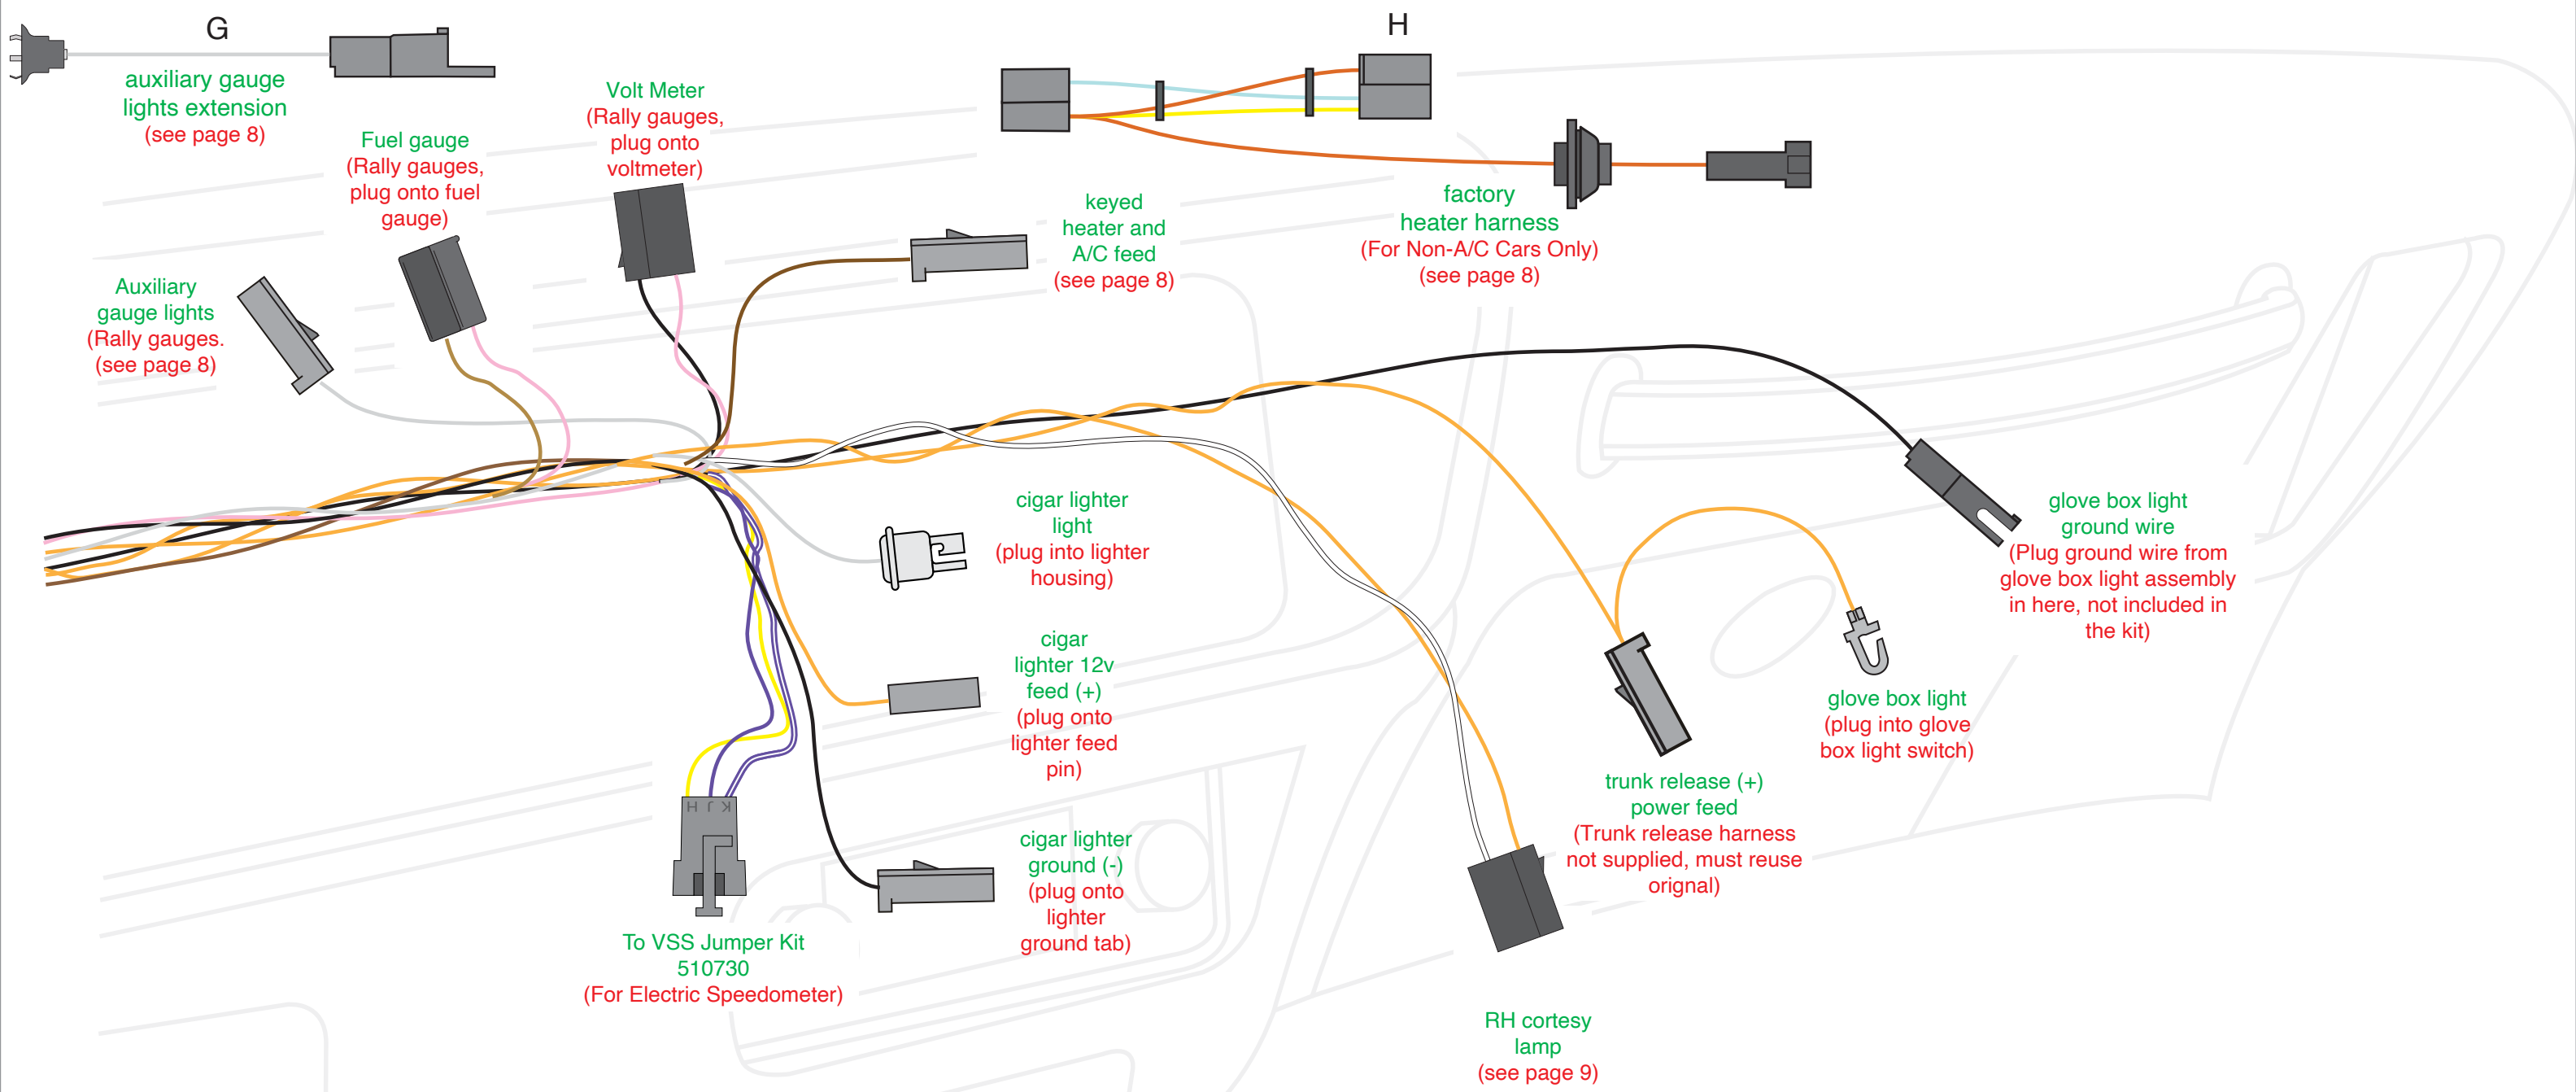 G
auxiliary gauge
lights extension
(see page 8)
H
Volt Meter
(Rally gauges,
plug onto
voltmeter)
Fuel gauge
(Rally gauges,
plug onto fuel
gauge)
factory
heater harness
(For Non-A/C Cars Only)
(see page 8)
keyed
heater and
A/C feed
(see page 8)
Auxiliary
gauge lights
(Rally gauges.
(see page 8)
cigar lighter
light
(plug into lighter
housing)
glove box light
ground wire
(Plug ground wire from
glove box light assembly
in here, not included in
the kit)
cigar
lighter 12v
feed (+)
(plug onto
lighter feed
pin)
glove box light
(plug into glove
box light switch)
trunk release (+)
power feed
(Trunk release harness
not supplied, must reuse
orignal)
H J K
cigar lighter
ground (-)
(plug onto
lighter
ground tab)
To VSS Jumper Kit
510730
(For Electric Speedometer)
RH cortesy
lamp
(see page 9)